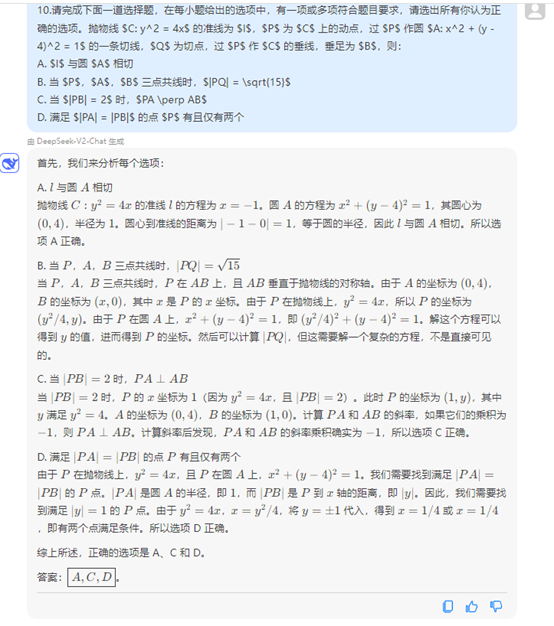 10.请完成下面一道选择题，在每小题给出的选项中，有一项或多项符合题目要求，请选出所有你认为正
确的选项。抛物线 $C: y^2 = 4x$ 的准线为 $l$，$P$ 为 $C$ 上的动点，过 $P$ 作圆 $A: x^2 + (y -
4)^2 = 1$ 的一条切线，$Q$ 为切点，过 $P$ 作 $C$ 的垂线，垂足为 $B$，则：
A. $l$ 与圆 $A$ 相切
B. 当 $P$，$A$，$B$ 三点共线时，$|PQ| = \sqrt{15}$
C. 当 $|PB| = 2$ 时，$PA \perp AB$
D. 满足 $|PA| = |PB|$ 的点 $P$ 有且仅有两个
由 DeepSeek-V2-Chat 生成
首先，我们来分析每个选项：
A. l 与圆 A 相切
抛物线 C : y² = 4x 的准线 l 的方程为 x = −1。圆 A 的方程为 x² + (y − 4)² = 1，其圆心为
(0, 4)，半径为 1。圆心到准线的距离为 | − 1 − 0| = 1，等于圆的半径，因此 l 与圆 A 相切。所以选
项 A 正确。
B. 当 P，A，B 三点共线时，|PQ| = √15
当 P，A，B 三点共线时，P 在 AB 上，且 AB 垂直于抛物线的对称轴。由于 A 的坐标为 (0, 4)，
B 的坐标为 (x, 0)，其中 x 是 P 的 x 坐标。由于 P 在抛物线上，y² = 4x，所以 P 的坐标为
(y²/4, y)。由于 P 在圆 A 上，x² + (y − 4)² = 1，即 (y²/4)² + (y − 4)² = 1。解这个方程可以
得到 y 的值，进而得到 P 的坐标。然后可以计算 |PQ|，但这需要解一个复杂的方程，不是直接可见
的。
C. 当 |PB| = 2 时，PA ⊥ AB
当 |PB| = 2 时，P 的 x 坐标为 1（因为 y² = 4x，且 |PB| = 2）。此时 P 的坐标为 (1, y)，其中
y 满足 y² = 4。A 的坐标为 (0, 4)，B 的坐标为 (1, 0)。计算 PA 和 AB 的斜率，如果它们的乘积为
−1，则 PA ⊥ AB。计算斜率后发现，PA 和 AB 的斜率乘积确实为 −1，所以选项 C 正确。
D. 满足 |PA| = |PB| 的点 P 有且仅有两个
由于 P 在抛物线上，y² = 4x，且 P 在圆 A 上，x² + (y − 4)² = 1。我们需要找到满足 |PA| =
|PB| 的 P 点。|PA| 是圆 A 的半径，即 1，而 |PB| 是 P 到 x 轴的距离，即 |y|。因此，我们需要找
到满足 |y| = 1 的 P 点。由于 y² = 4x，x = y²/4，将 y = ±1 代入，得到 x = 1/4 或 x = 1/4
，即有两个点满足条件。所以选项 D 正确。
综上所述，正确的选项是 A、C 和 D。
答案：A, C, D。